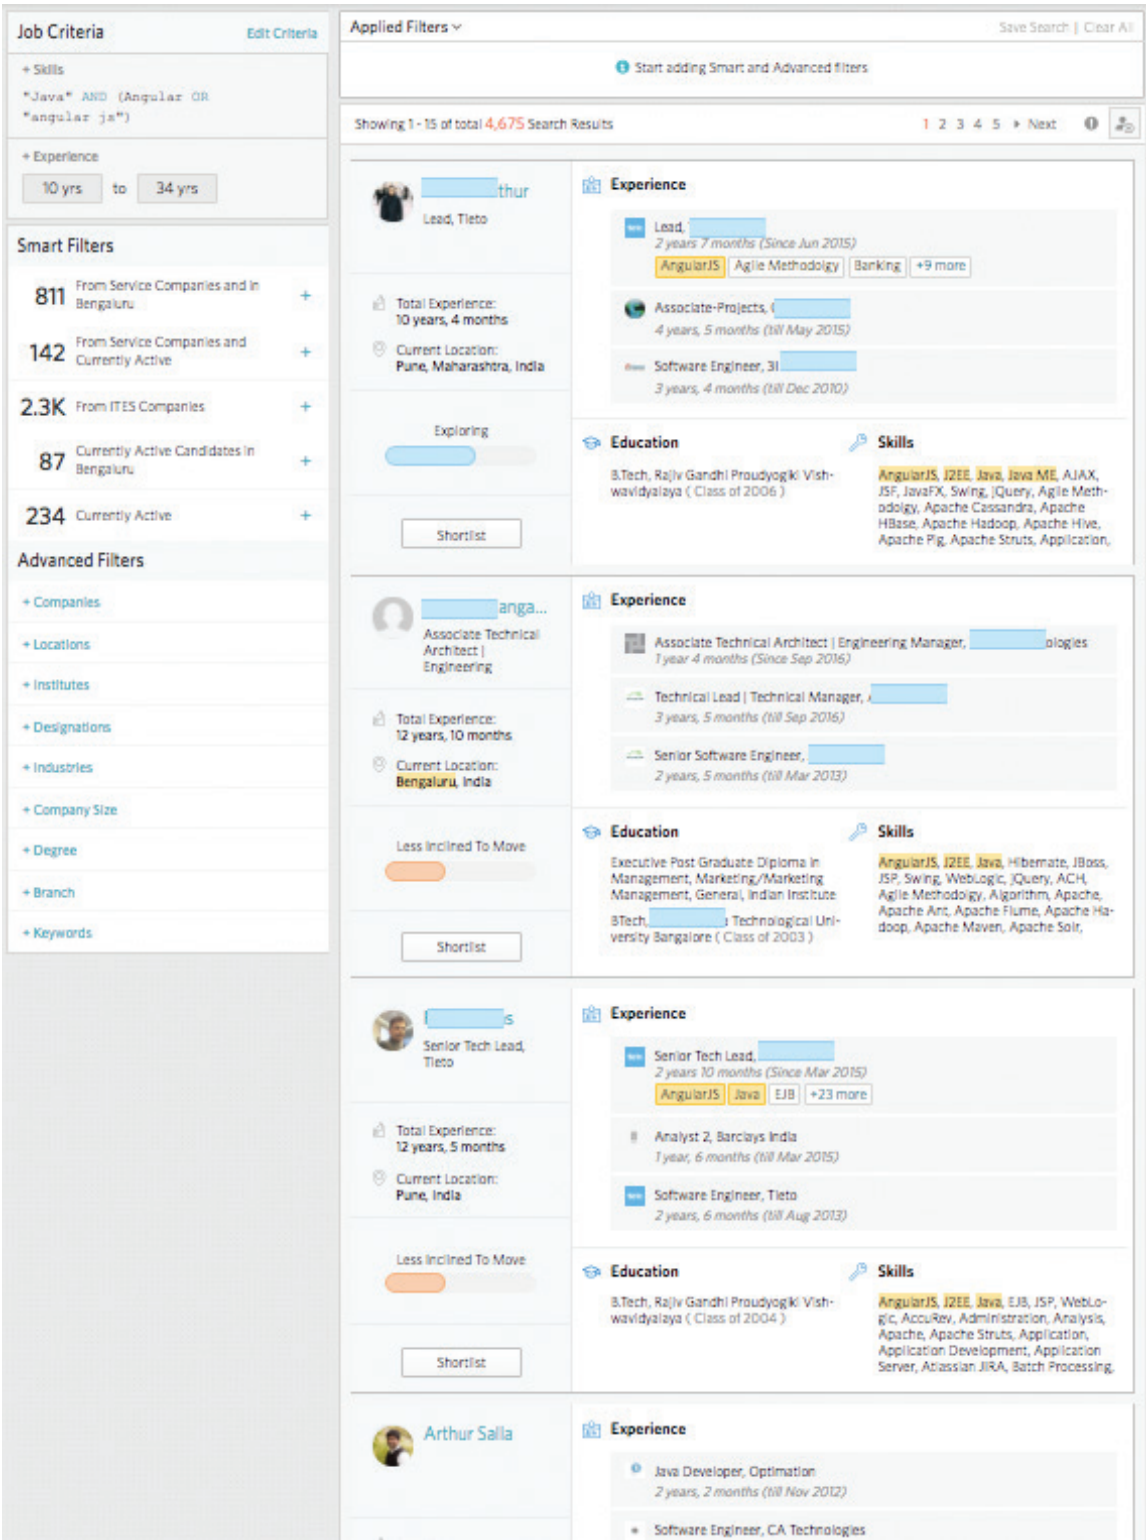 Job Criteria
Edit Criteria
+ Skills
"Java" AND (Angular OR
"angular js")
+ Experience
10 yrs to 34 yrs
Smart Filters
811 From Service Companies and in
Bengaluru +
142 From Service Companies and
Currently Active +
2.3K From ITES Companies +
87 Currently Active Candidates in
Bengaluru +
234 Currently Active +
Advanced Filters
+ Companies
+ Locations
+ Institutes
+ Designations
+ Industries
+ Company Size
+ Degree
+ Branch
+ Keywords
Applied Filters
Save Search | Clear All
Start adding Smart and Advanced filters
Showing 1 - 15 of total 4,675 Search Results
1 2 3 4 5 Next
thur
Lead, Tieto
Total Experience:
10 years, 4 months
Current Location:
Pune, Maharashtra, India
Exploring
Shortlist
Experience
Lead,
2 years 7 months (Since Jun 2015)
AngularJS Agile Methodolgy Banking +9 more
Associate-Projects,
4 years, 5 months (till May 2015)
Software Engineer, 3I
3 years, 4 months (till Dec 2010)
Education
B.Tech, Rajiv Gandhi Proudyogiki Vish-
wavidyalaya ( Class of 2006 )
Skills
AngularJS, J2EE, Java, Java ME, AJAX,
JSF, JavaFX, Swing, jQuery, Agile Meth-
odolgy, Apache Cassandra, Apache
HBase, Apache Hadoop, Apache Hive,
Apache Pig, Apache Struts, Application,
anga...
Associate Technical
Architect |
Engineering
Total Experience:
12 years, 10 months
Current Location:
Bengaluru, India
Less Inclined To Move
Shortlist
Experience
Associate Technical Architect | Engineering Manager, ologies
1 year 4 months (Since Sep 2016)
Technical Lead | Technical Manager,
3 years, 5 months (till Sep 2016)
Senior Software Engineer,
2 years, 5 months (till Mar 2013)
Education
Executive Post Graduate Diploma in
Management, Marketing/Marketing
Management, General, Indian Institute
BTech, Technological Uni-
versity Bangalore ( Class of 2003 )
Skills
AngularJS, J2EE, Java, Hibernate, JBoss,
JSP, Swing, WebLogic, jQuery, ACH,
Agile Methodolgy, Algorithm, Apache,
Apache Ant, Apache Flume, Apache Ha-
doop, Apache Maven, Apache Solr,
s
Senior Tech Lead,
Tieto
Total Experience:
12 years, 5 months
Current Location:
Pune, India
Less Inclined To Move
Shortlist
Experience
Senior Tech Lead,
2 years 10 months (Since Mar 2015)
AngularJS Java EJB +23 more
Analyst 2, Barclays India
1 year, 6 months (till Mar 2015)
Software Engineer, Tieto
2 years, 6 months (till Aug 2013)
Education
B.Tech, Rajiv Gandhi Proudyogiki Vish-
wavidyalaya ( Class of 2004 )
Skills
AngularJS, J2EE, Java, EJB, JSP, WebLo-
gic, AccuRev, Administration, Analysis,
Apache, Apache Struts, Application,
Application Development, Application
Server, Atlassian JIRA, Batch Processing,
Arthur Salla
Experience
Java Developer, Optimation
2 years, 2 months (till Nov 2012)
Software Engineer, CA Technologies